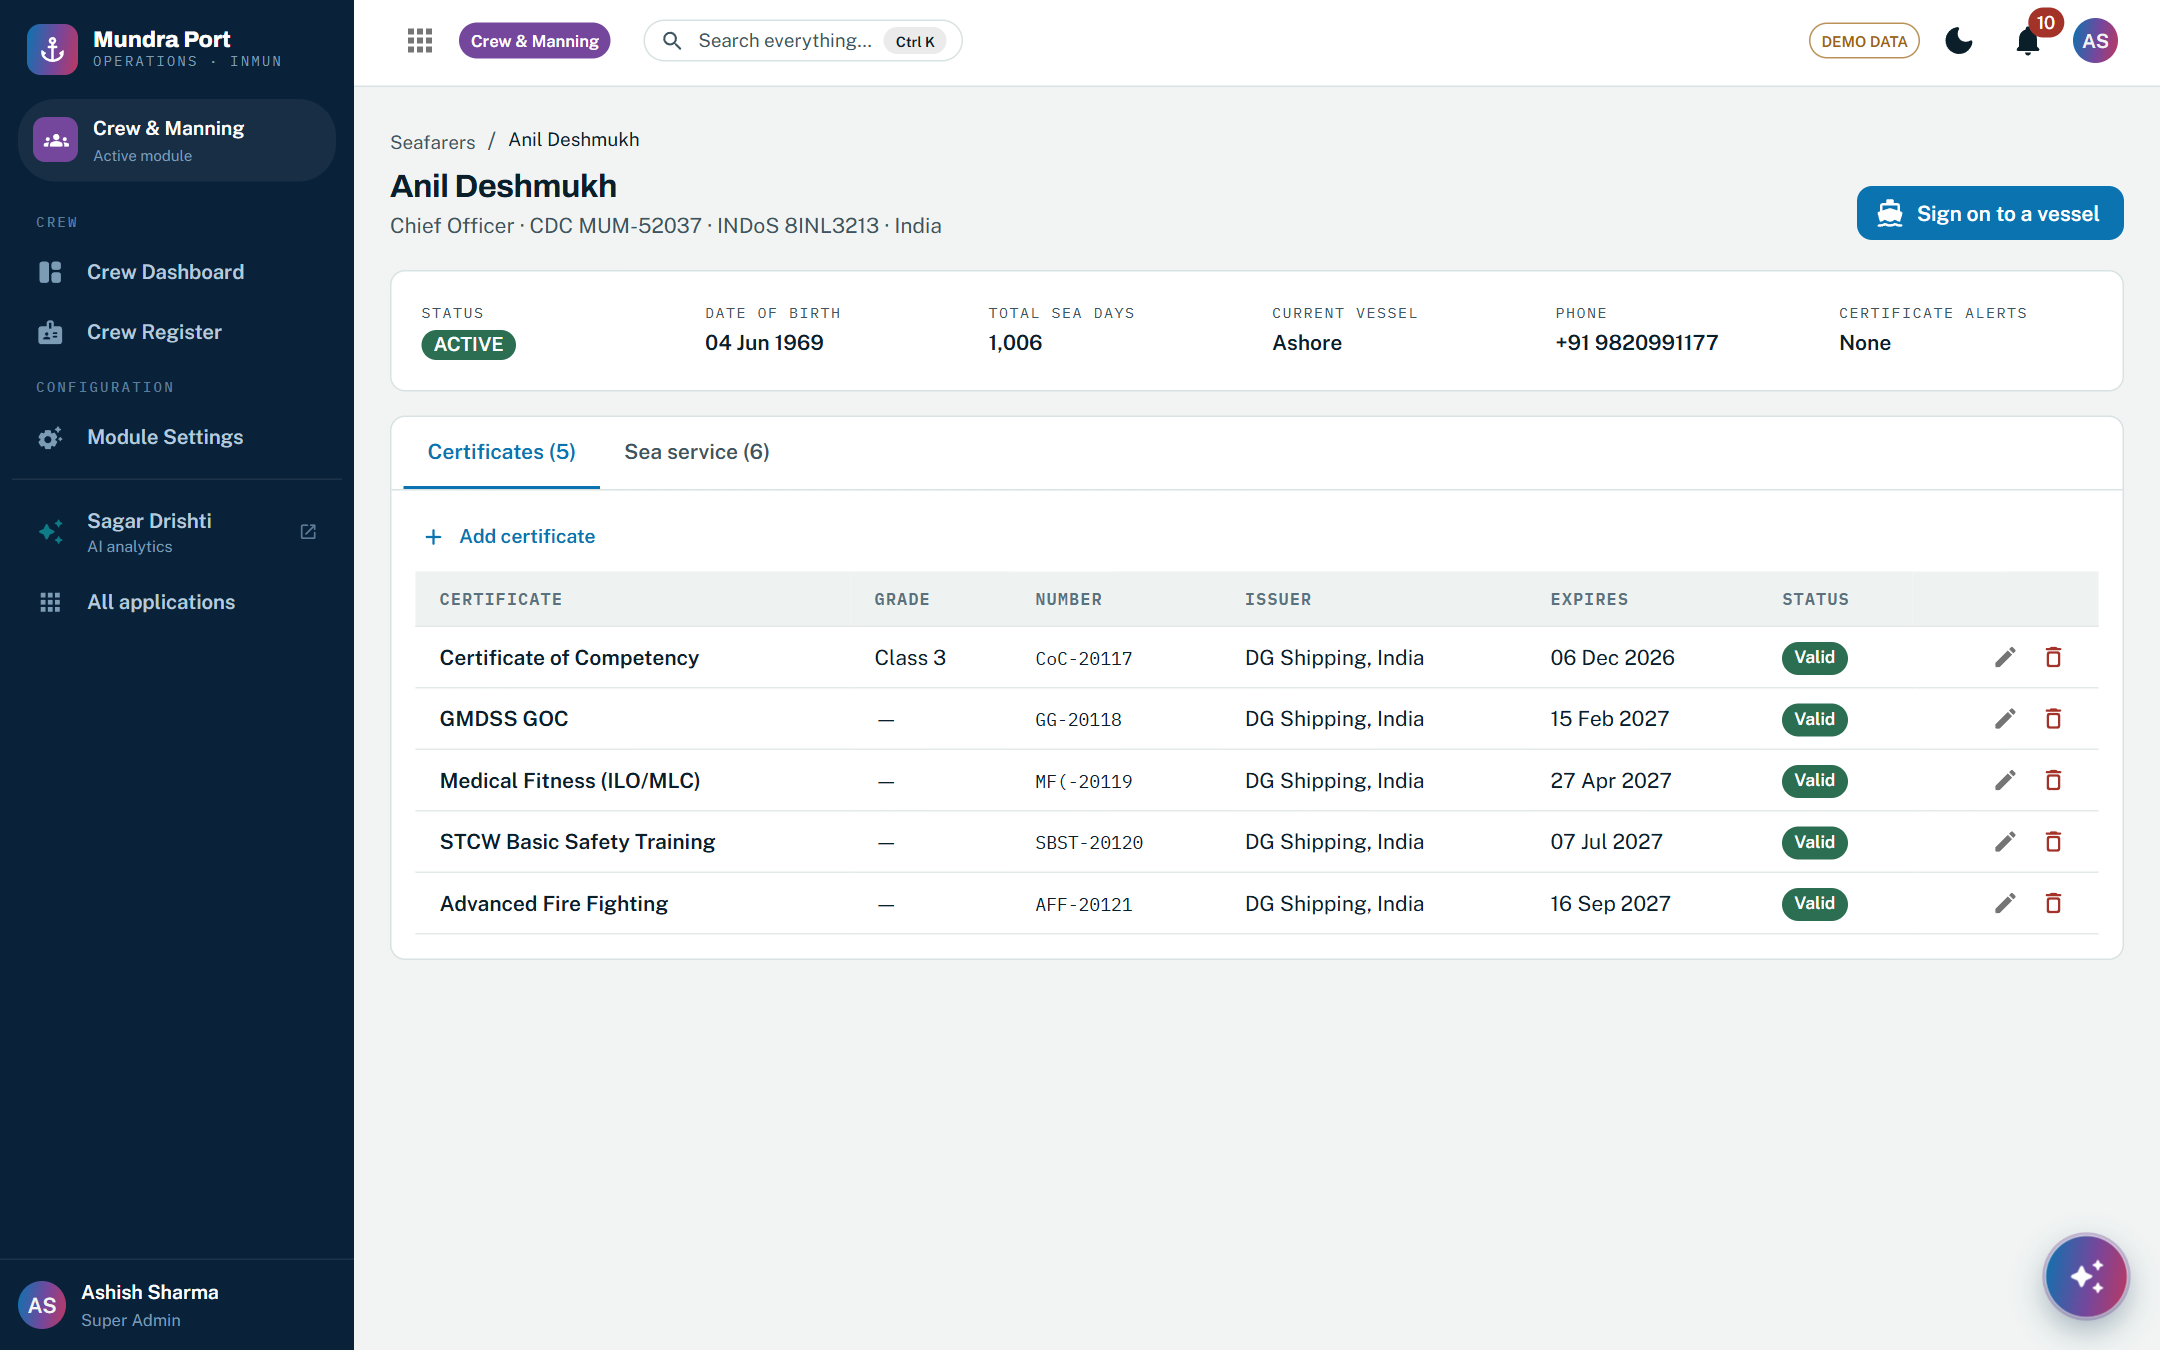 Mundra Port
OPERATIONS · INMUN
Crew & Manning
Active module
CREW
Crew Dashboard
Crew Register
CONFIGURATION
Module Settings
Sagar Drishti
AI analytics
All applications
AS
Ashish Sharma
Super Admin
Crew & Manning
Search everything... Ctrl K
DEMO DATA
10
AS
Seafarers / Anil Deshmukh
Anil Deshmukh
Chief Officer · CDC MUM-52037 · INDoS 8INL3213 · India
Sign on to a vessel
STATUS DATE OF BIRTH TOTAL SEA DAYS CURRENT VESSEL PHONE CERTIFICATE ALERTS
ACTIVE 04 Jun 1969 1,006 Ashore +91 9820991177 None
Certificates (5) Sea service (6)
+ Add certificate
CERTIFICATE GRADE NUMBER ISSUER EXPIRES STATUS
Certificate of Competency Class 3 CoC-20117 DG Shipping, India 06 Dec 2026 Valid
GMDSS GOC — GG-20118 DG Shipping, India 15 Feb 2027 Valid
Medical Fitness (ILO/MLC) — MF(-20119 DG Shipping, India 27 Apr 2027 Valid
STCW Basic Safety Training — SBST-20120 DG Shipping, India 07 Jul 2027 Valid
Advanced Fire Fighting — AFF-20121 DG Shipping, India 16 Sep 2027 Valid